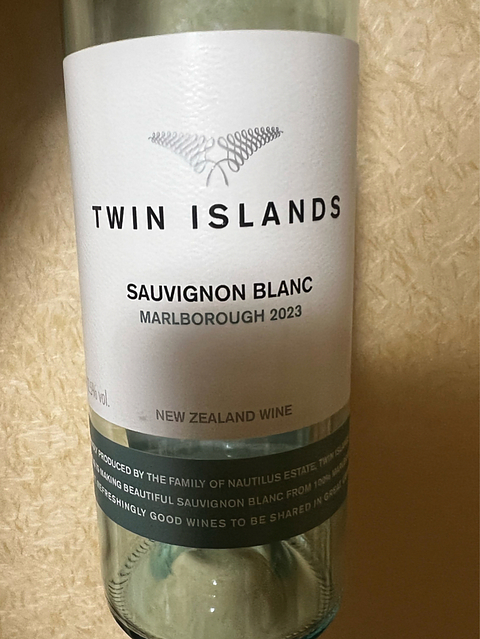 TWIN ISLANDS
SAUVIGNON BLANC
MARLBOROUGH 2023
vol.
NEW ZEALAND WINE
PRODUCED BY THE FAMILY OF NAUTILUS ESTATE, TWIN
MAKING BEAUTIFUL SAUVIGNON BLANC FROM 100%
REFRESHINGLY GOOD WINES TO BE SHARED IN